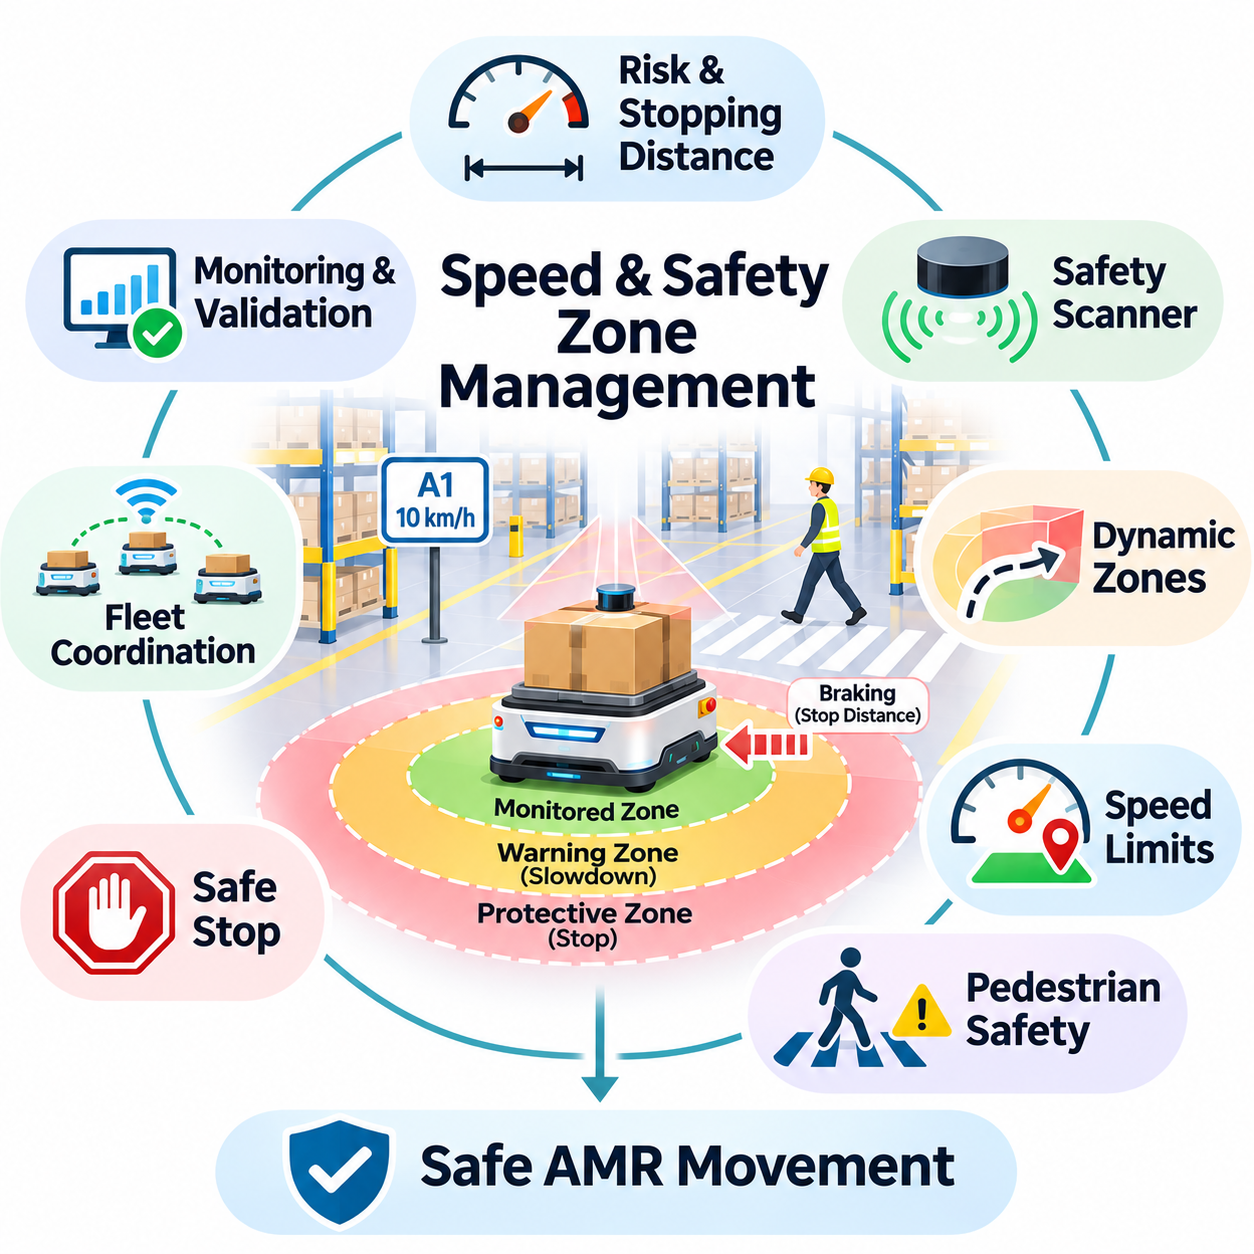 Risk &
Stopping
Distance
Speed & Safety
Zone
Management
Monitoring &
Validation
Safety
Scanner
A1
10 km/h
Fleet
Coordination
Dynamic
Zones
Braking
(Stop Distance)
Monitored Zone
Warning Zone
(Slowdown)
Protective Zone
(Stop)
Speed
Limits
Safe
Stop
Pedestrian
Safety
Safe AMR Movement